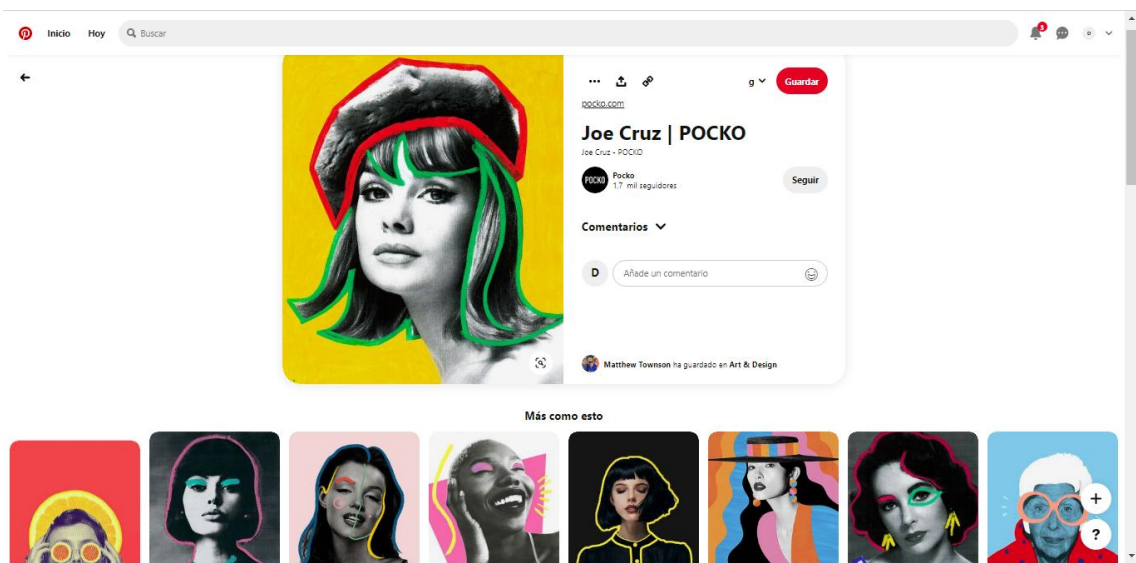 Inicio Hoy Buscar 3 D
g Guardar
pocko.com
Joe Cruz | POCKO
Joe Cruz - POCKO
POCKO Pocko
1,7 mil seguidores Seguir
Comentarios
D Añade un comentario
Matthew Townson ha guardado en Art & Design
Más como esto
+
?